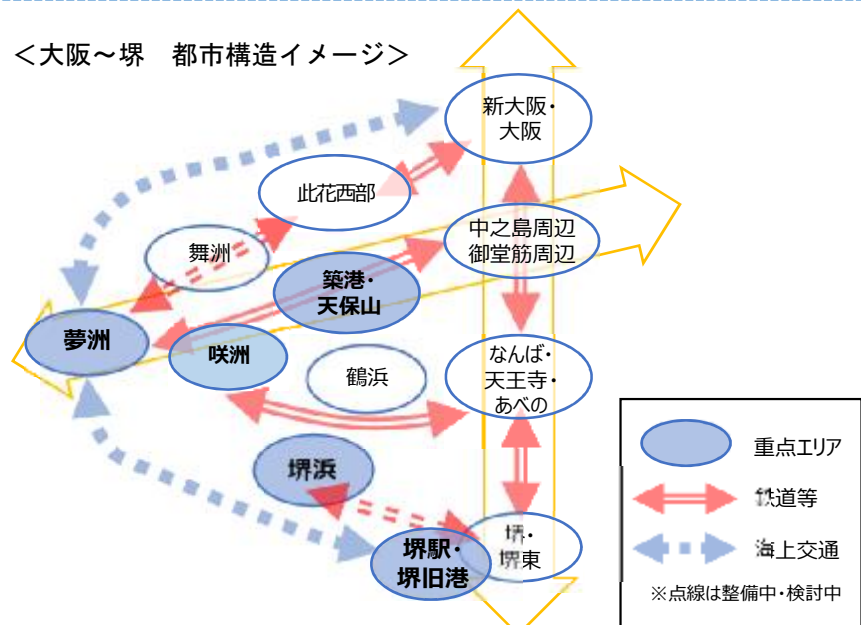 ＜大阪～堺　都市構造イメージ＞
新大阪・
大阪
此花西部
中之島周辺
御堂筋周辺
舞洲
築港・
天保山
夢洲
咲洲
鶴浜
なんば・
天王寺・
あべの
堺浜
堺駅・
堺旧港
堺・
堺東
重点エリア
鉄道等
海上交通
※点線は整備中・検討中